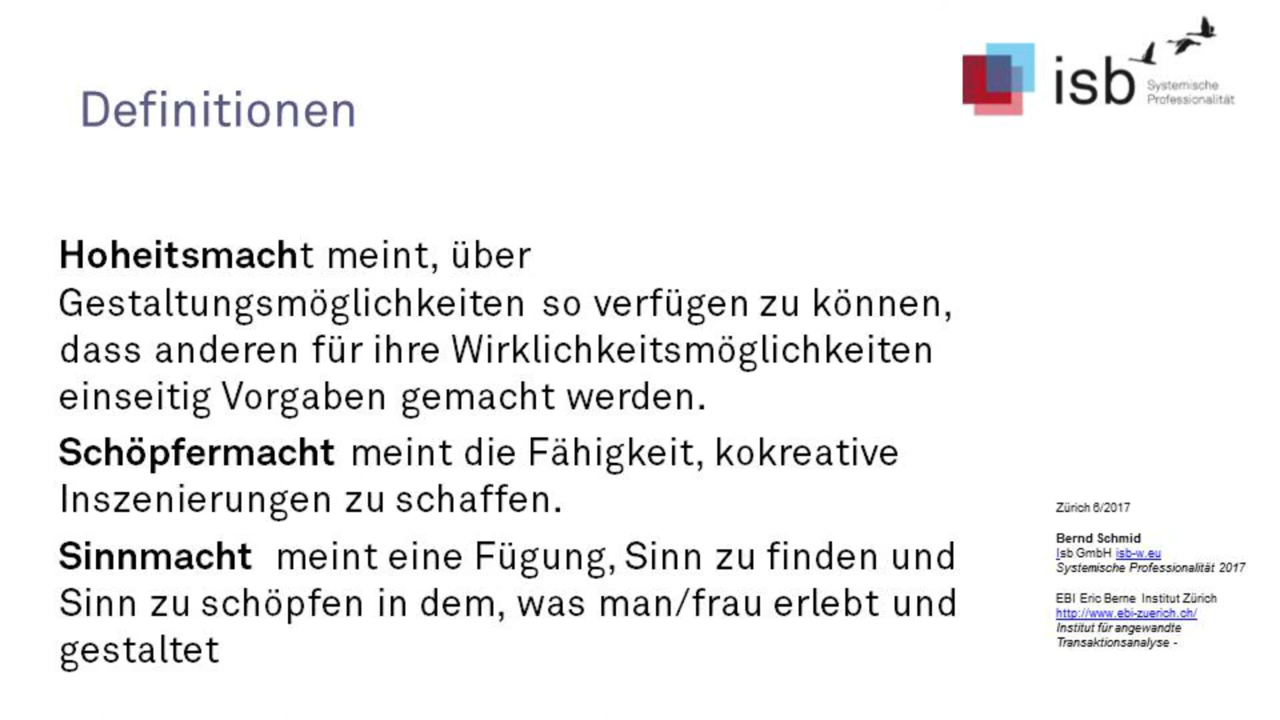 Definitionen
isb
Systemische
Professionalität
Hoheitsmacht meint, über
Gestaltungsmöglichkeiten so verfügen zu können,
dass anderen für ihre Wirklichkeitsmöglichkeiten
einseitig Vorgaben gemacht werden.
Schöpfermacht meint die Fähigkeit, kokreative
Inszenierungen zu schaffen.
Sinnmacht meint eine Fügung, Sinn zu finden und
Sinn zu schöpfen in dem, was man/frau erlebt und
gestaltet
Zürich 6/2017
Bernd Schmid
Isb GmbH isb-w.eu
Systemische Professionalität 2017
EBI Eric Berne Institut Zürich
http://www.ebi-zuerich.ch/
Institut für angewandte
Transaktionsanalyse -